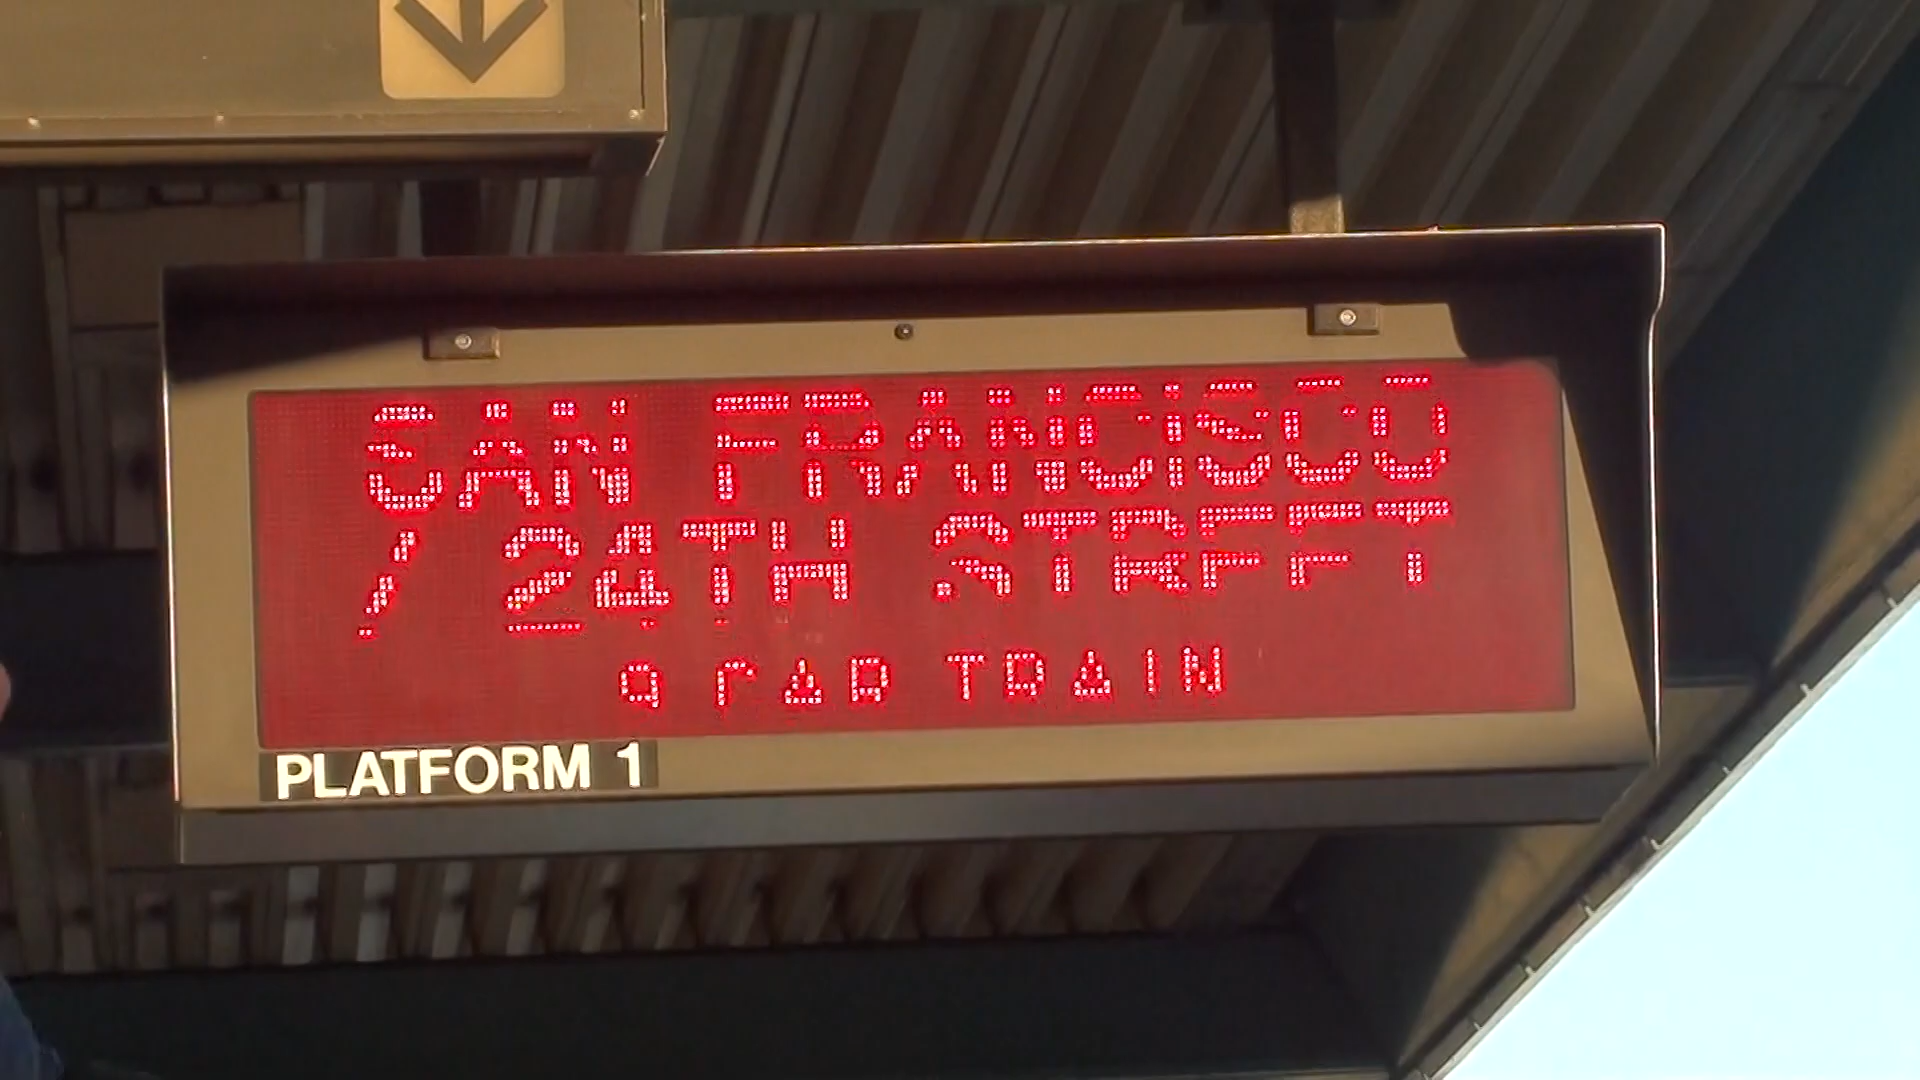 SAN FRANCISCO
/ 24TH STREET
9 CAR TRAIN
PLATFORM 1